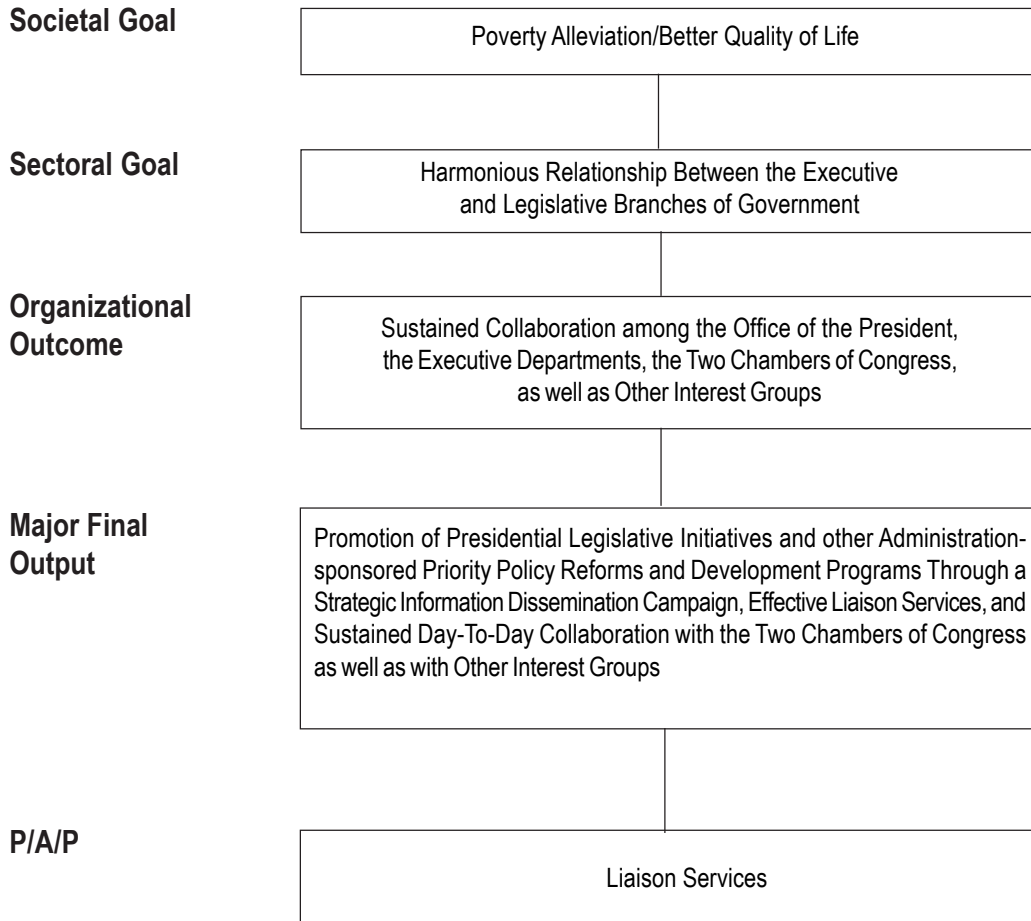 Societal Goal
Poverty Alleviation/Better Quality of Life
Sectoral Goal
Harmonious Relationship Between the Executive
and Legislative Branches of Government
Organizational
Outcome
Sustained Collaboration among the Office of the President,
the Executive Departments, the Two Chambers of Congress,
as well as Other Interest Groups
Major Final
Output
Promotion of Presidential Legislative Initiatives and other Administration-
sponsored Priority Policy Reforms and Development Programs Through a
Strategic Information Dissemination Campaign, Effective Liaison Services, and
Sustained Day-To-Day Collaboration with the Two Chambers of Congress
as well as with Other Interest Groups
P/A/P
Liaison Services